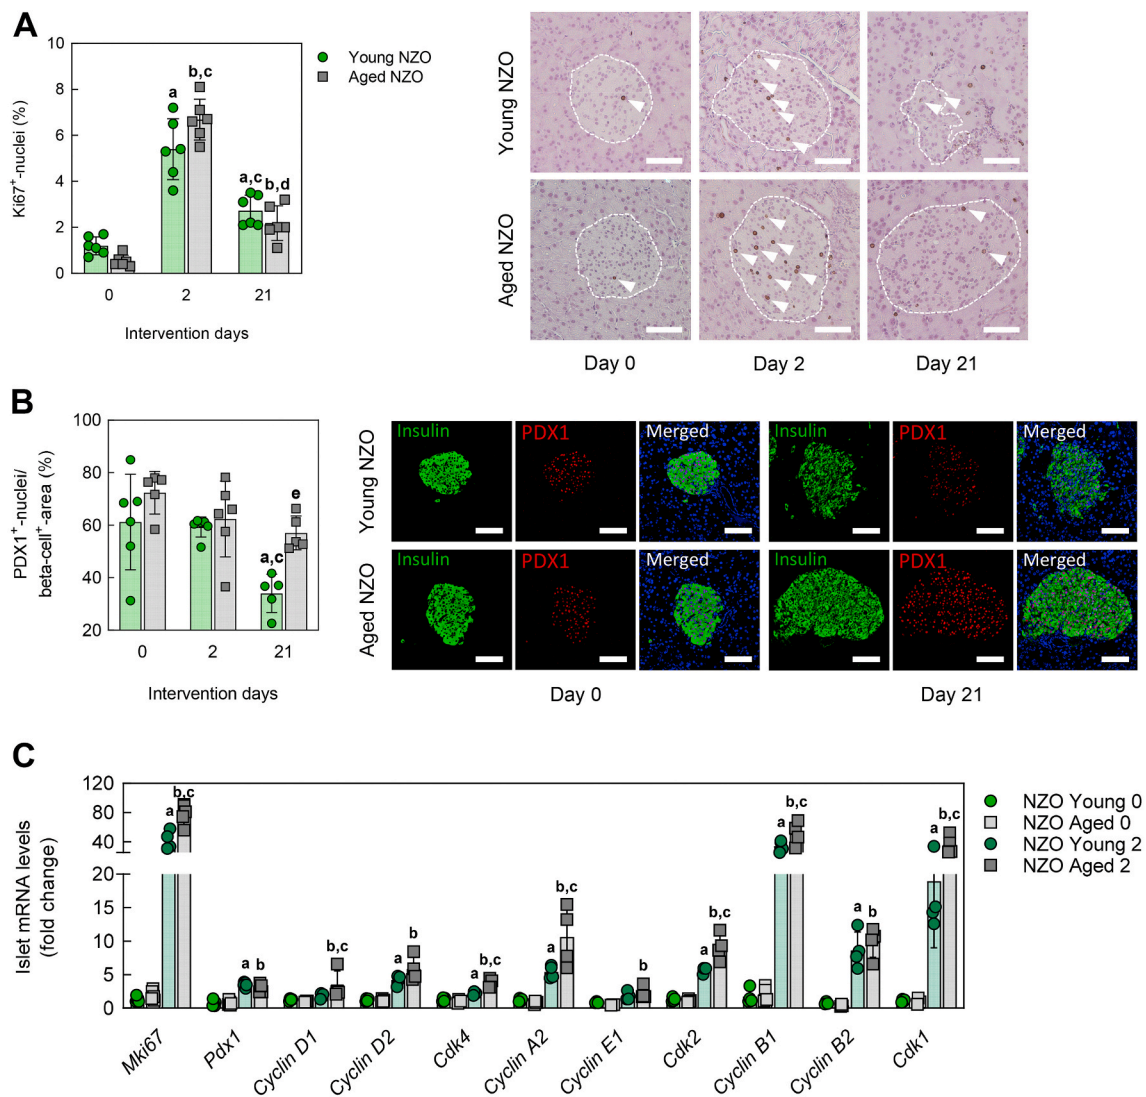 A
Ki67⁺-nuclei (%)
10
8
6
4
2
0
a
b,c
a,c
b,d
0 2 21
Intervention days
Young NZO
Aged NZO
Young NZO
Aged NZO
Day 0 Day 2 Day 21
B
PDX1⁺-nuclei/
beta-cell⁺-area (%)
100
80
60
40
20
a,c
e
0 2 21
Intervention days
Young NZO
Insulin PDX1 Merged Insulin PDX1 Merged
Aged NZO
Insulin PDX1 Merged Insulin PDX1 Merged
Day 0 Day 21
C
Islet mRNA levels
(fold change)
120
80
40
20
15
10
5
0
a b,c
a b
b,c
a b
a b,c
a b,c
b
a b,c
a b,c
a b
a b,c
Mki67
Pdx1
Cyclin D1
Cyclin D2
Cdk4
Cyclin A2
Cyclin E1
Cdk2
Cyclin B1
Cyclin B2
Cdk1
NZO Young 0
NZO Aged 0
NZO Young 2
NZO Aged 2